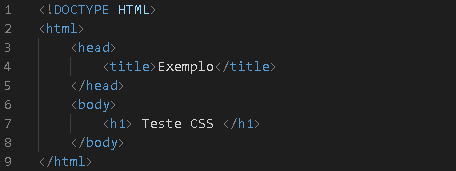 1 <!DOCTYPE HTML>
2 <html>
3 <head>
4 <title>Exemplo</title>
5 </head>
6 <body>
7 <h1> Teste CSS </h1>
8 </body>
9 </html>